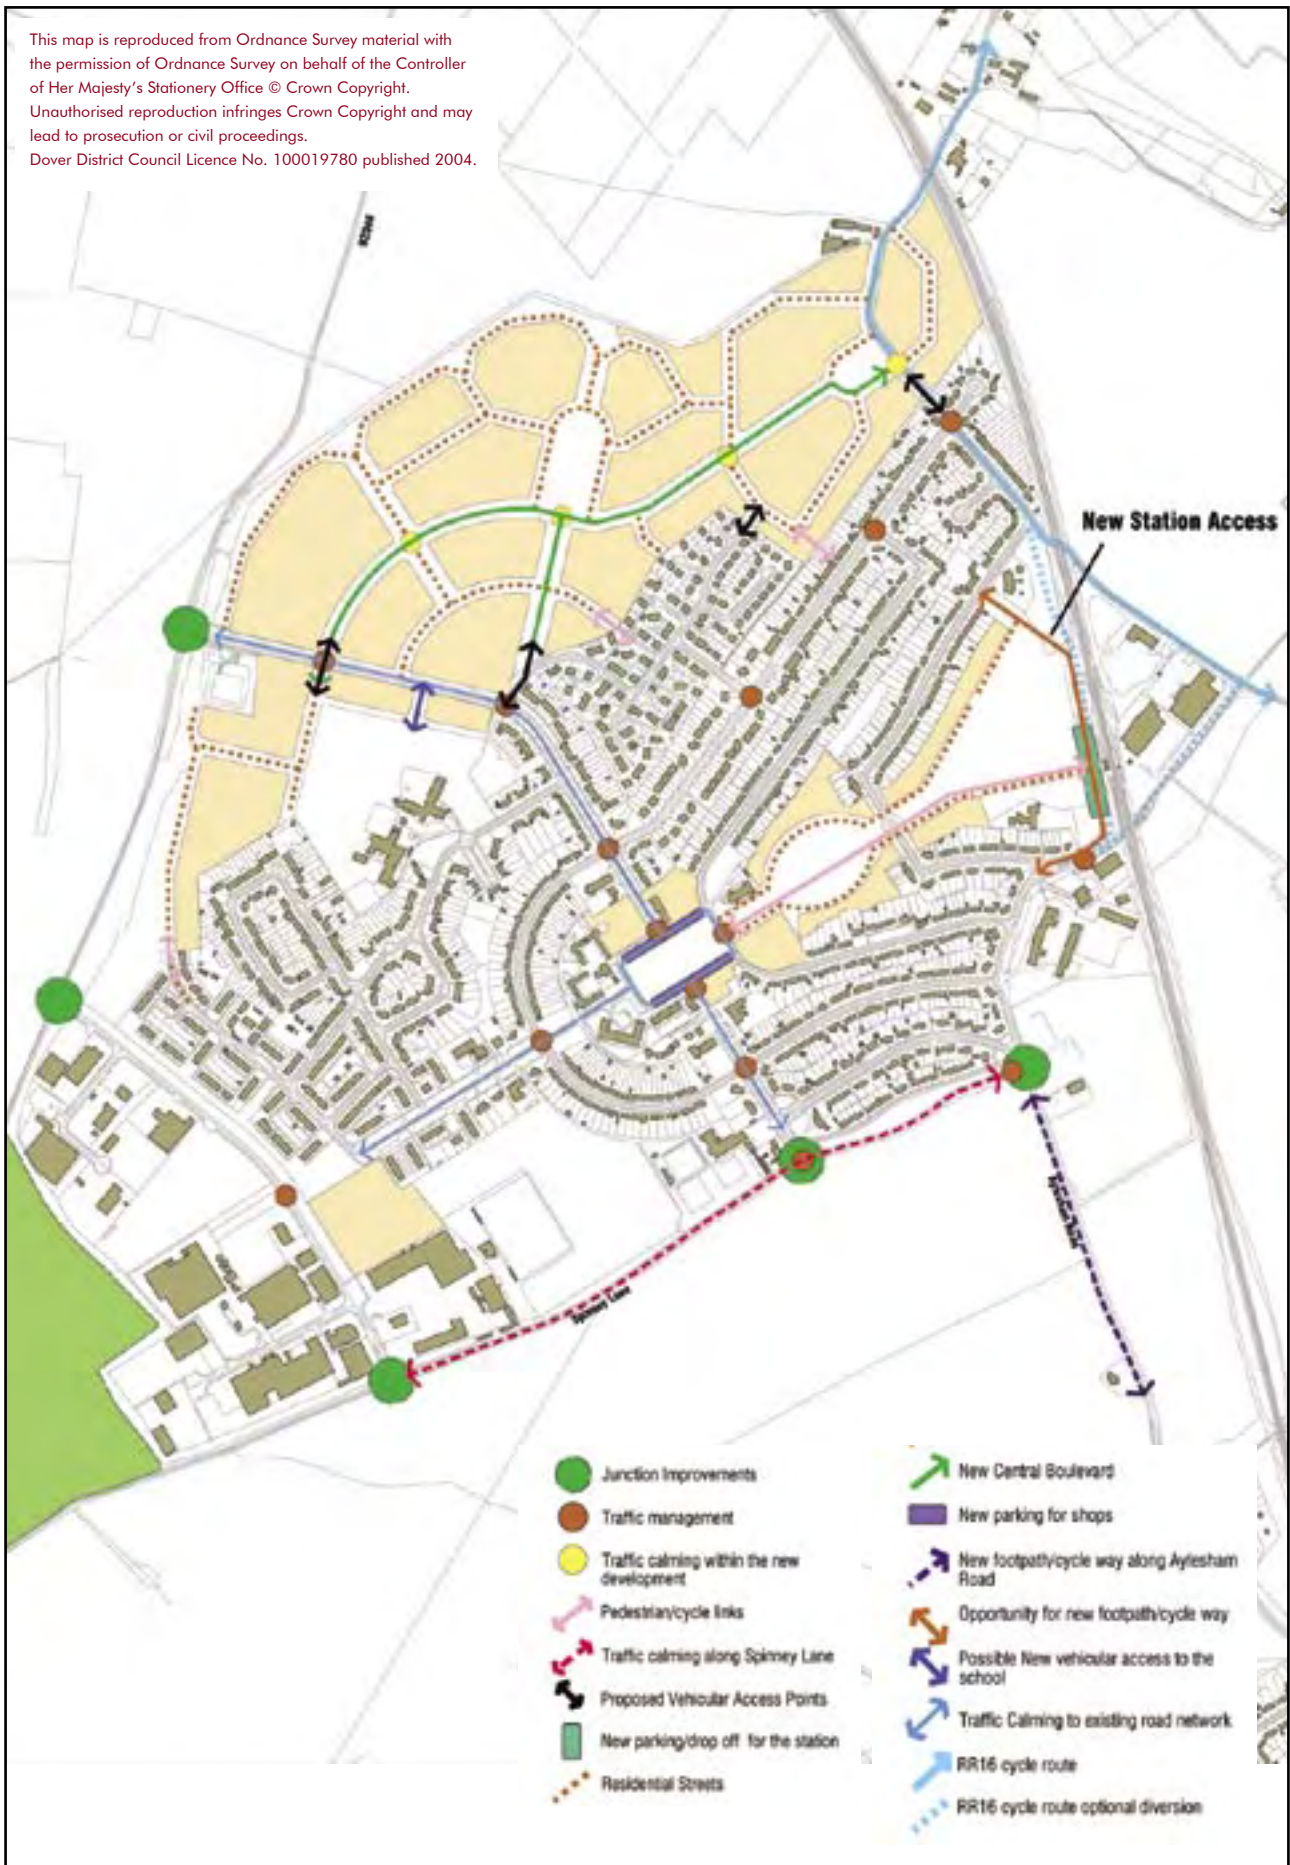 This map is reproduced from Ordnance Survey material with
the permission of Ordnance Survey on behalf of the Controller
of Her Majesty's Stationery Office © Crown Copyright.
Unauthorised reproduction infringes Crown Copyright and may
lead to prosecution or civil proceedings.
Dover District Council Licence No. 100019780 published 2004.
New Station Access
Spinney Lane
Junction Improvements
Traffic management
Traffic calming within the new
development
Pedestrian/cycle links
Traffic calming along Spinney Lane
Proposed Vehicular Access Points
New parking/drop off for the station
Residential Streets
New Central Boulevard
New parking for shops
New footpath/cycle way along Aylesham
Road
Opportunity for new footpath/cycle way
Possible New vehicular access to the
school
Traffic Calming to existing road network
RR16 cycle route
RR16 cycle route optional diversion